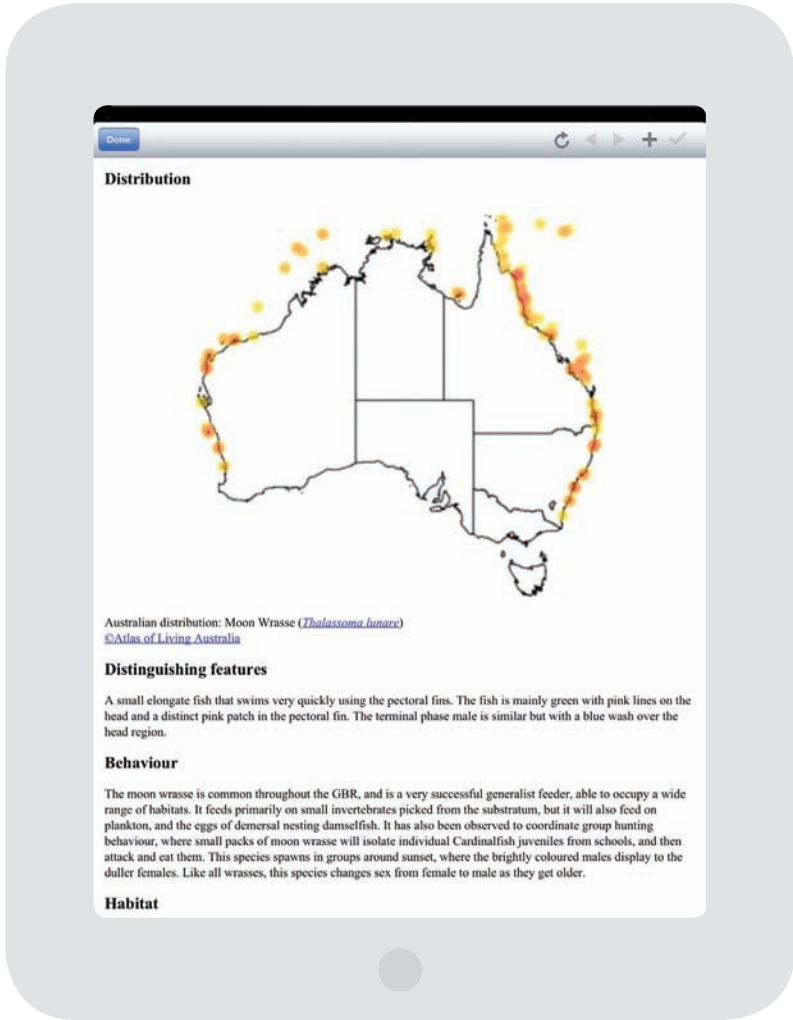 Done
Distribution
Australian distribution: Moon Wrasse (Thalassoma lunare)
©Atlas of Living Australia
Distinguishing features
A small elongate fish that swims very quickly using the pectoral fins. The fish is mainly green with pink lines on the
head and a distinct pink patch in the pectoral fin. The terminal phase male is similar but with a blue wash over the
head region.
Behaviour
The moon wrasse is common throughout the GBR, and is a very successful generalist feeder, able to occupy a wide
range of habitats. It feeds primarily on small invertebrates picked from the substratum, but it will also feed on
plankton, and the eggs of demersal nesting damselfish. It has also been observed to coordinate group hunting
behaviour, where small packs of moon wrasse will isolate individual Cardinalfish juveniles from schools, and then
attack and eat them. This species spawns in groups around sunset, where the brightly coloured males display to the
duller females. Like all wrasses, this species changes sex from female to male as they get older.
Habitat